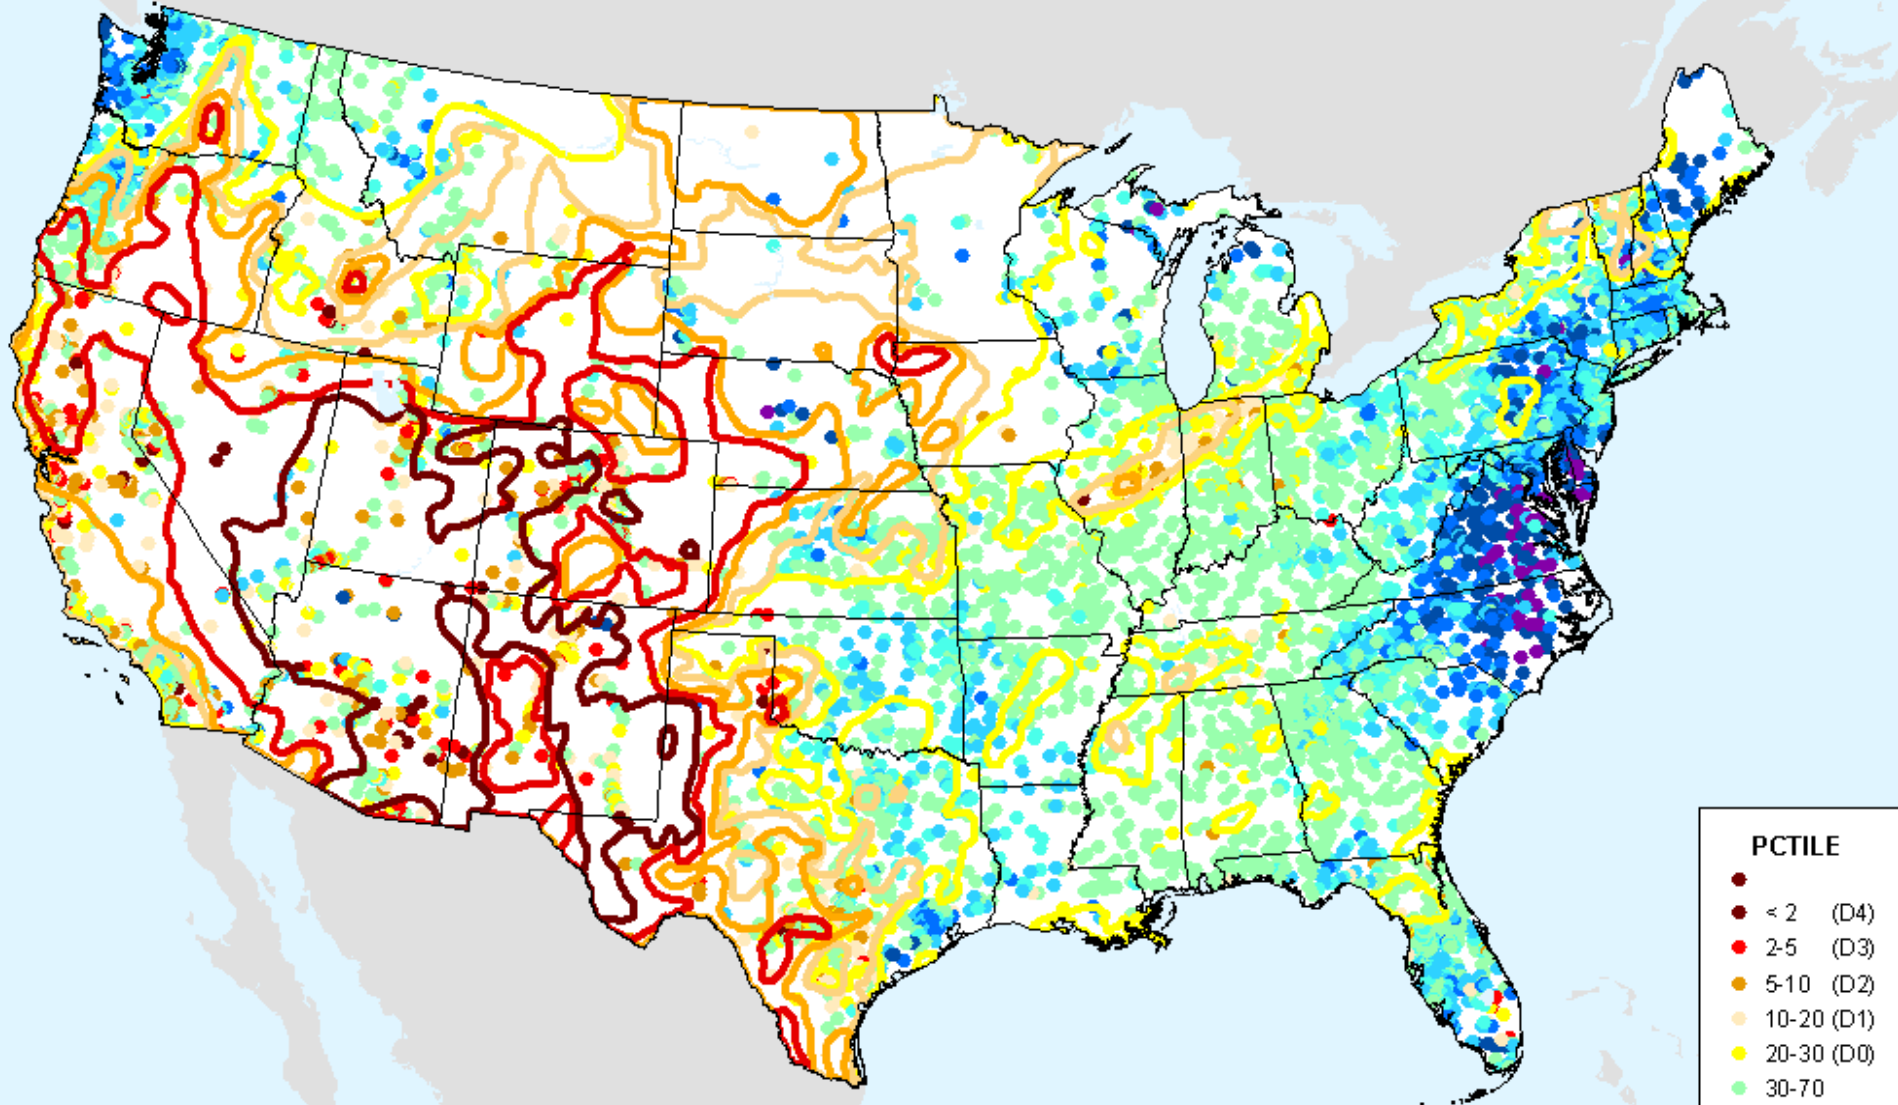 PCTILE
< 2 (D4)
2-5 (D3)
5-10 (D2)
10-20 (D1)
20-30 (D0)
30-70